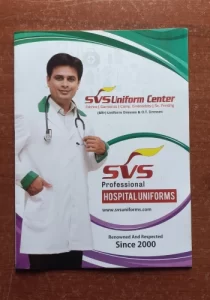 SVS Uniform Center
SVS
Professional
HOSPITAL UNIFORMS
www.svsuniforms.com
Renowned And Respected
Since 2000